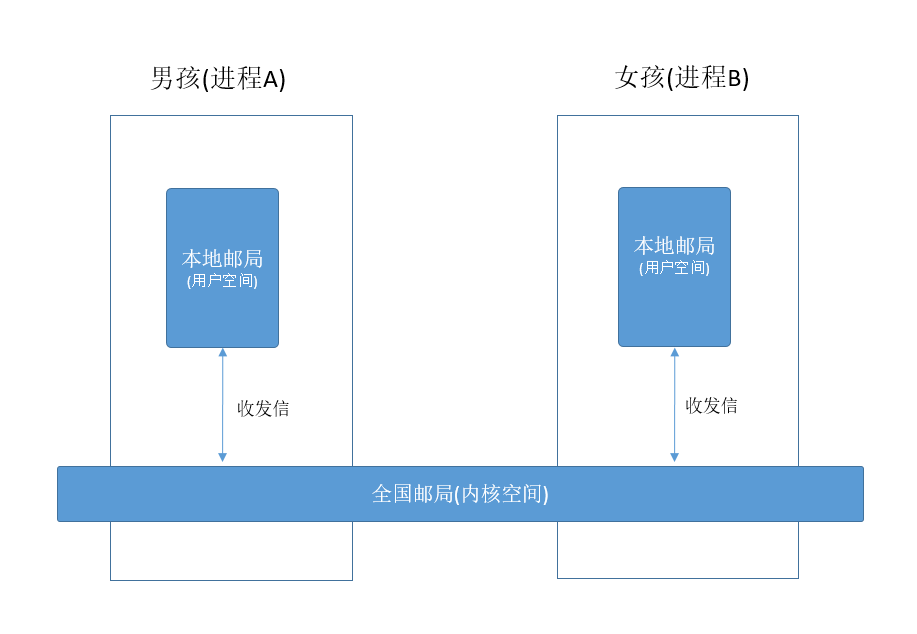 男孩(进程A)
女孩(进程B)
本地邮局
(用户空间)
本地邮局
(用户空间)
收发信
收发信
全国邮局(内核空间)